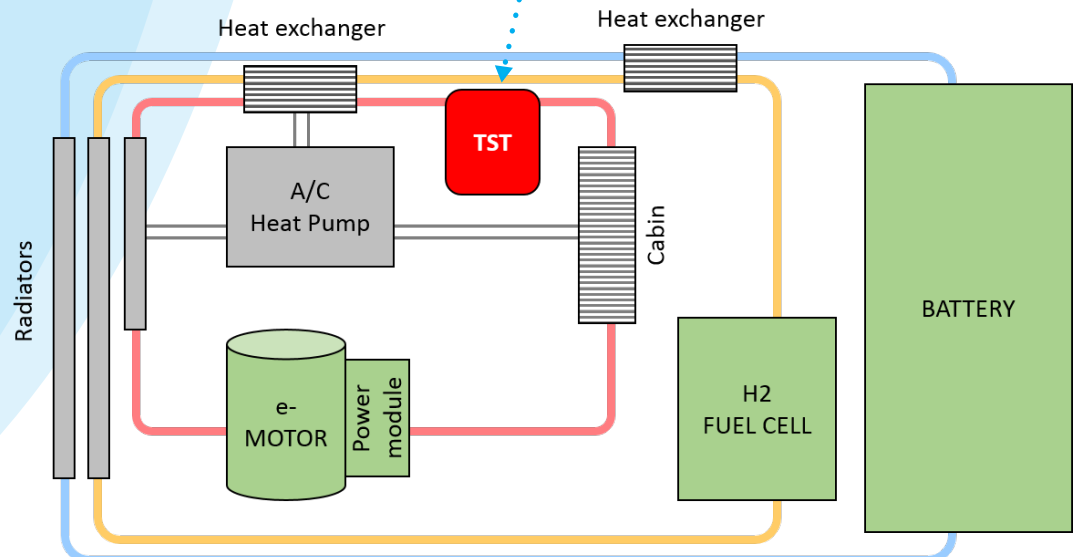 Heat exchanger
Heat exchanger
TST
A/C
Heat Pump
Cabin
Radiators
BATTERY
e-
MOTOR
Power
module
H2
FUEL CELL